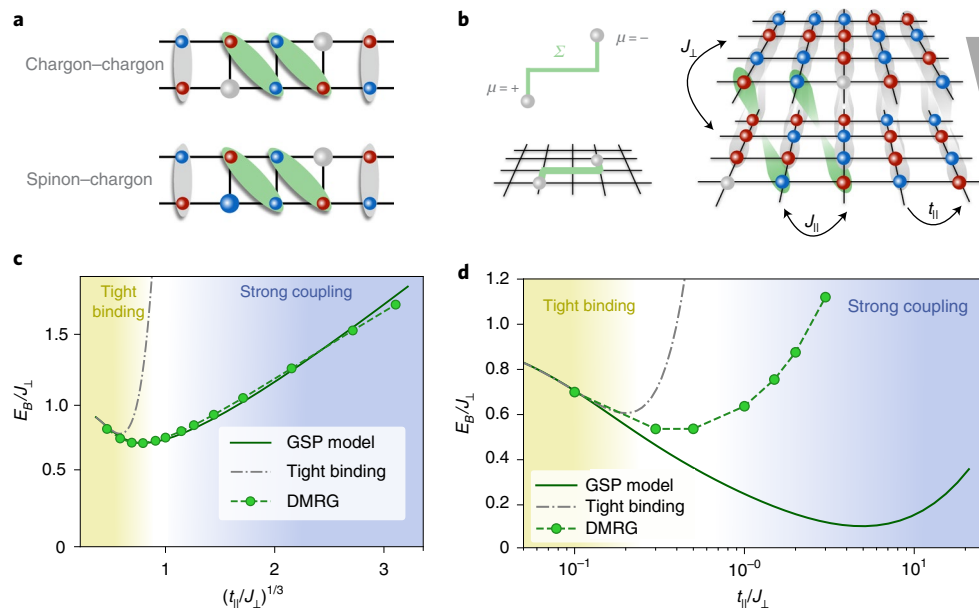 a
Chargon–chargon
Spinon–chargon
b
μ = –
Σ
μ = +
J⊥
J||
t||
c
Tight
binding
Strong coupling
1.5
1.0
0.5
0
E_B/J⊥
GSP model
Tight binding
DMRG
1
2
3
(t||/J⊥)^1/3
d
Tight binding
Strong coupling
1.2
1.0
0.8
0.6
0.4
0.2
0
E_B/J⊥
GSP model
Tight binding
DMRG
10^−1
10^−0
10^1
t||/J⊥